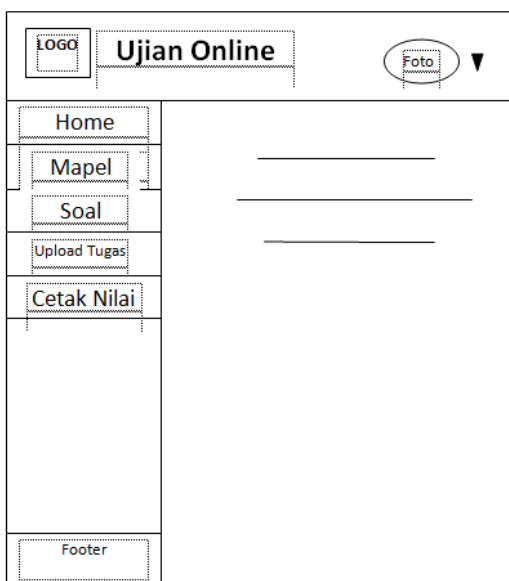 LOGO
Ujian Online
Foto
Home
Mapel
Soal
Upload Tugas
Cetak Nilai
Footer